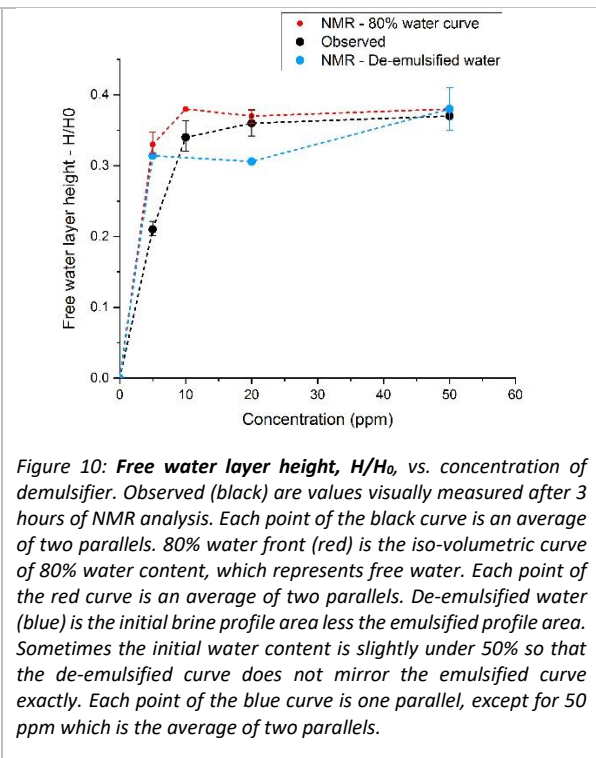 NMR - 80% water curve
Observed
NMR - De-emulsified water
0.4
0.3
0.2
0.1
0.0
Free water layer height - H/H0
0 10 20 30 40 50 60
Concentration (ppm)
Figure 10: Free water layer height, H/H₀, vs. concentration of
demulsifier. Observed (black) are values visually measured after 3
hours of NMR analysis. Each point of the black curve is an average
of two parallels. 80% water front (red) is the iso-volumetric curve
of 80% water content, which represents free water. Each point of
the red curve is an average of two parallels. De-emulsified water
(blue) is the initial brine profile area less the emulsified profile area.
Sometimes the initial water content is slightly under 50% so that
the de-emulsified curve does not mirror the emulsified curve
exactly. Each point of the blue curve is one parallel, except for 50
ppm which is the average of two parallels.